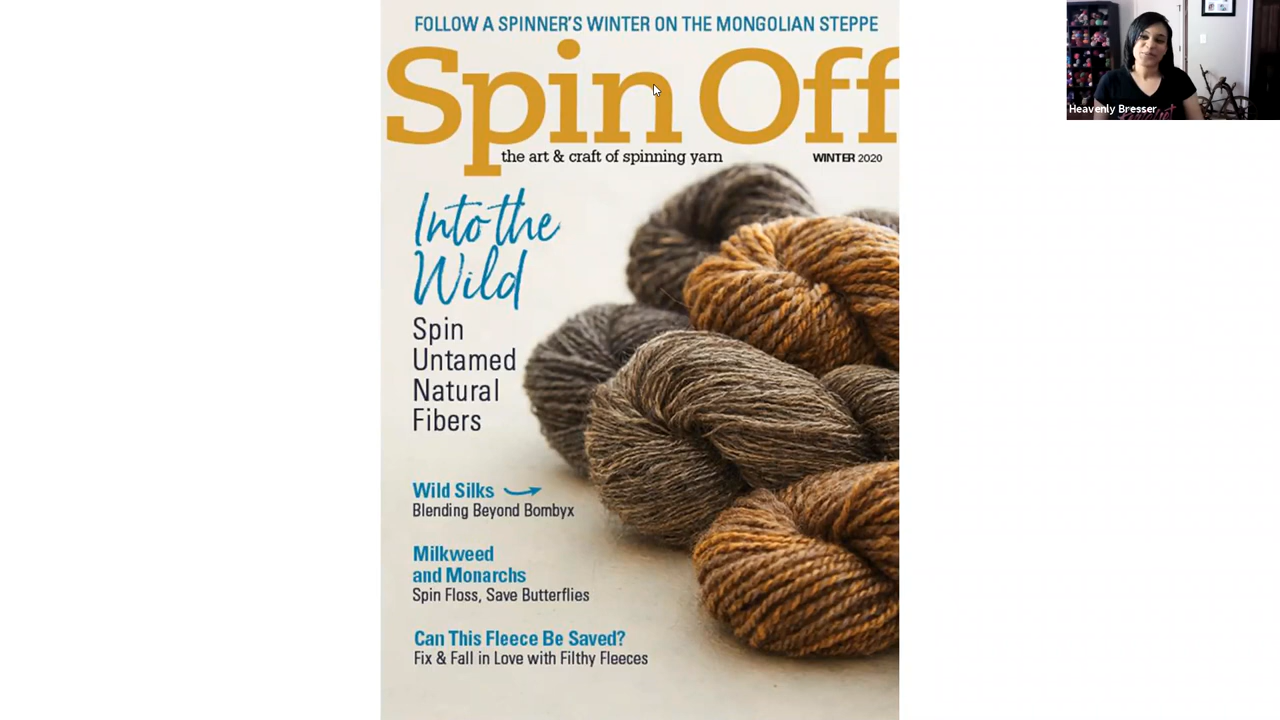 FOLLOW A SPINNER'S WINTER ON THE MONGOLIAN STEPPE
Spin Off
the art & craft of spinning yarn
WINTER 2020
Into the
Wild
Spin
Untamed
Natural
Fibers
Wild Silks
Blending Beyond Bombyx
Milkweed
and Monarchs
Spin Floss, Save Butterflies
Can This Fleece Be Saved?
Fix & Fall in Love with Filthy Fleeces
Heavenly Bresser